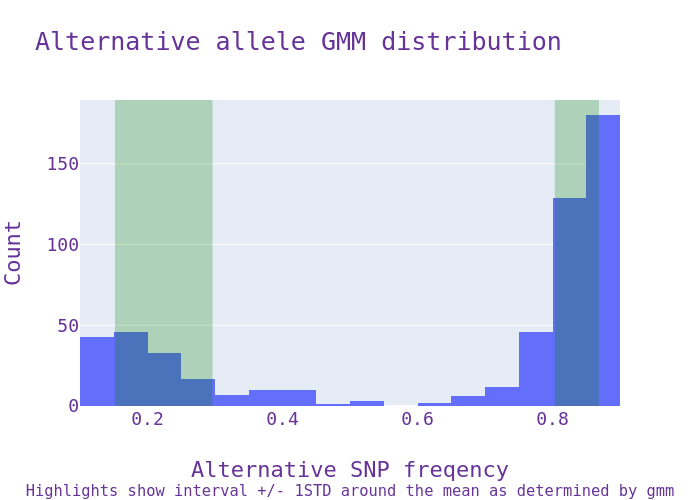 Alternative allele GMM distribution
150
100
50
0
Count
0.2 0.4 0.6 0.8
Alternative SNP freqency
Highlights show interval +/- 1STD around the mean as determined by gmm